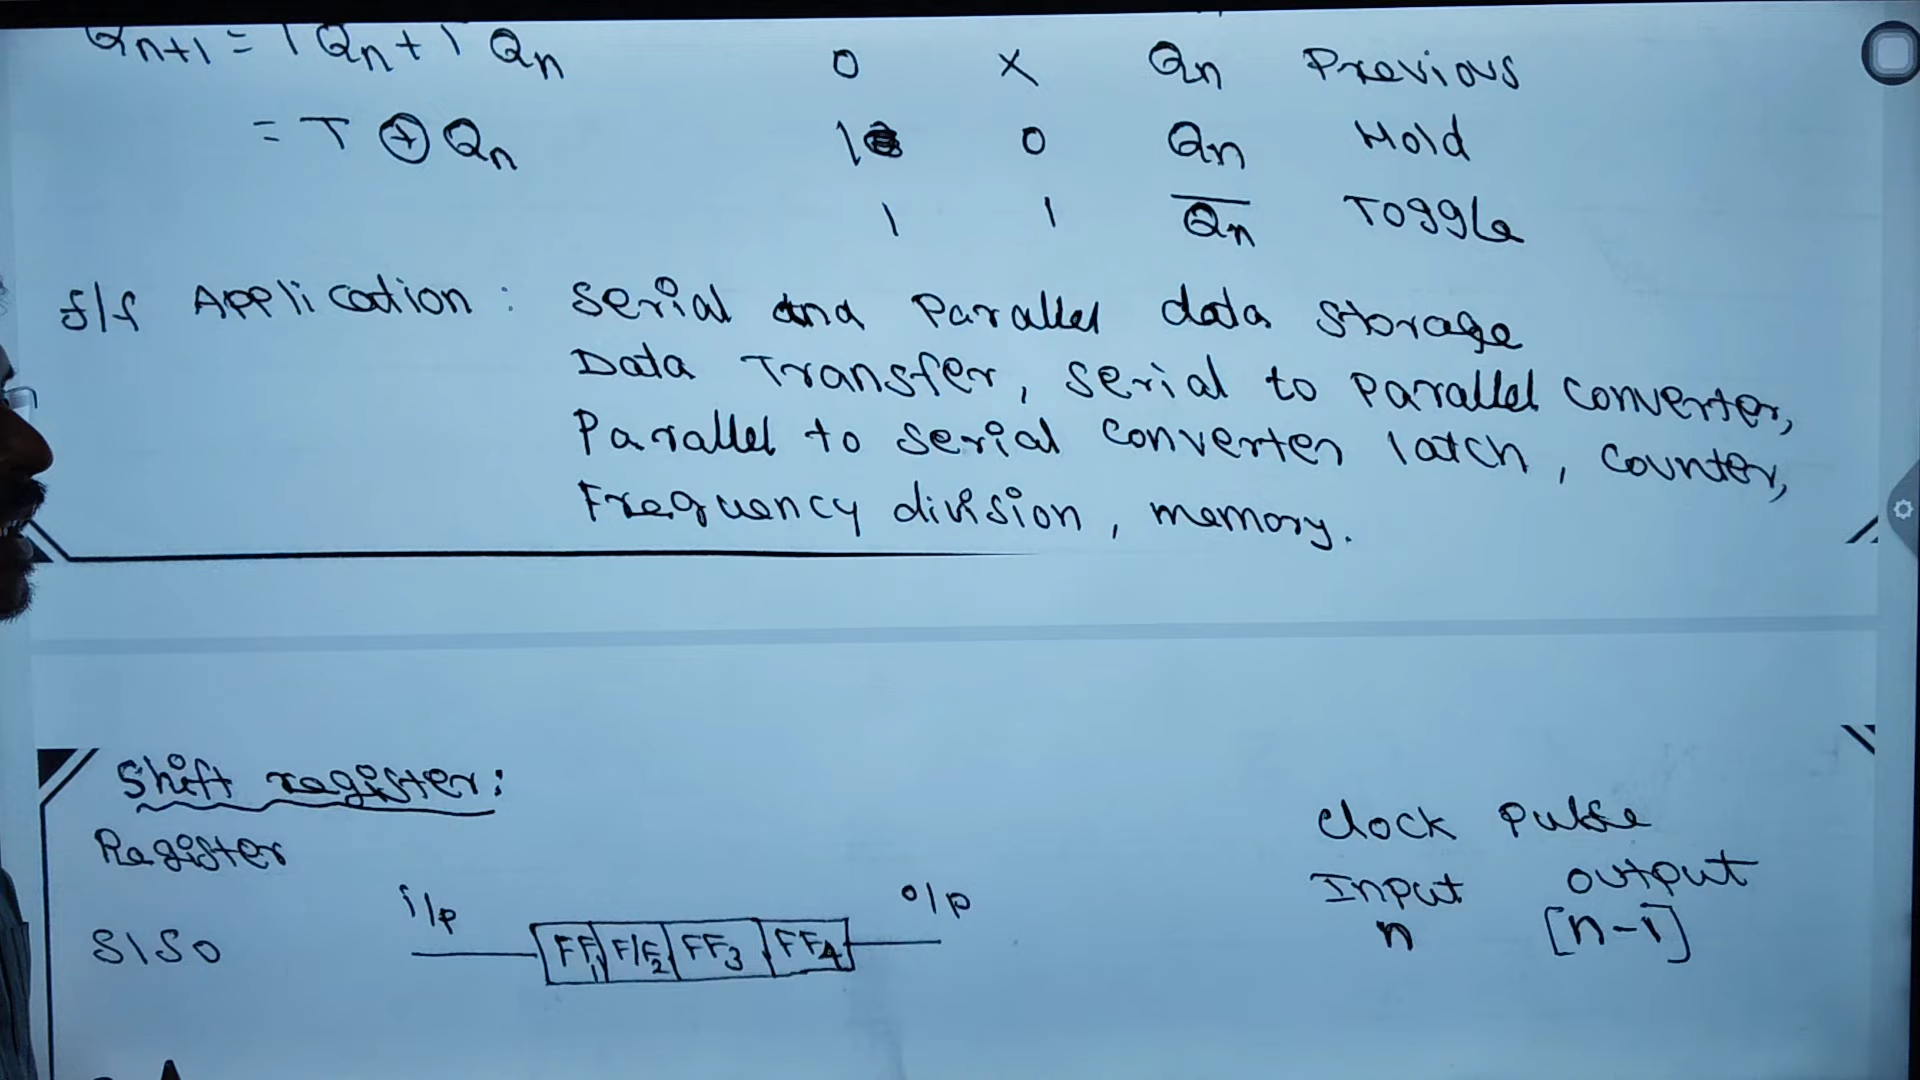 Qn+1 = T Q̅n + T̅ Qn
= T ⊕ Qn
0 X Qn Previous
1 0 Qn Hold
1 1 Q̅n Toggle
f/f Application : Serial and Parallel data storage
Data Transfer, Serial to Parallel Converter,
Parallel to serial converter latch, Counter,
Frequency division, memory.
Shift register:
Register
clock pulse
Input output
n [n-1]
i/p o/p
SISO FF1 F/F2 FF3 FF4